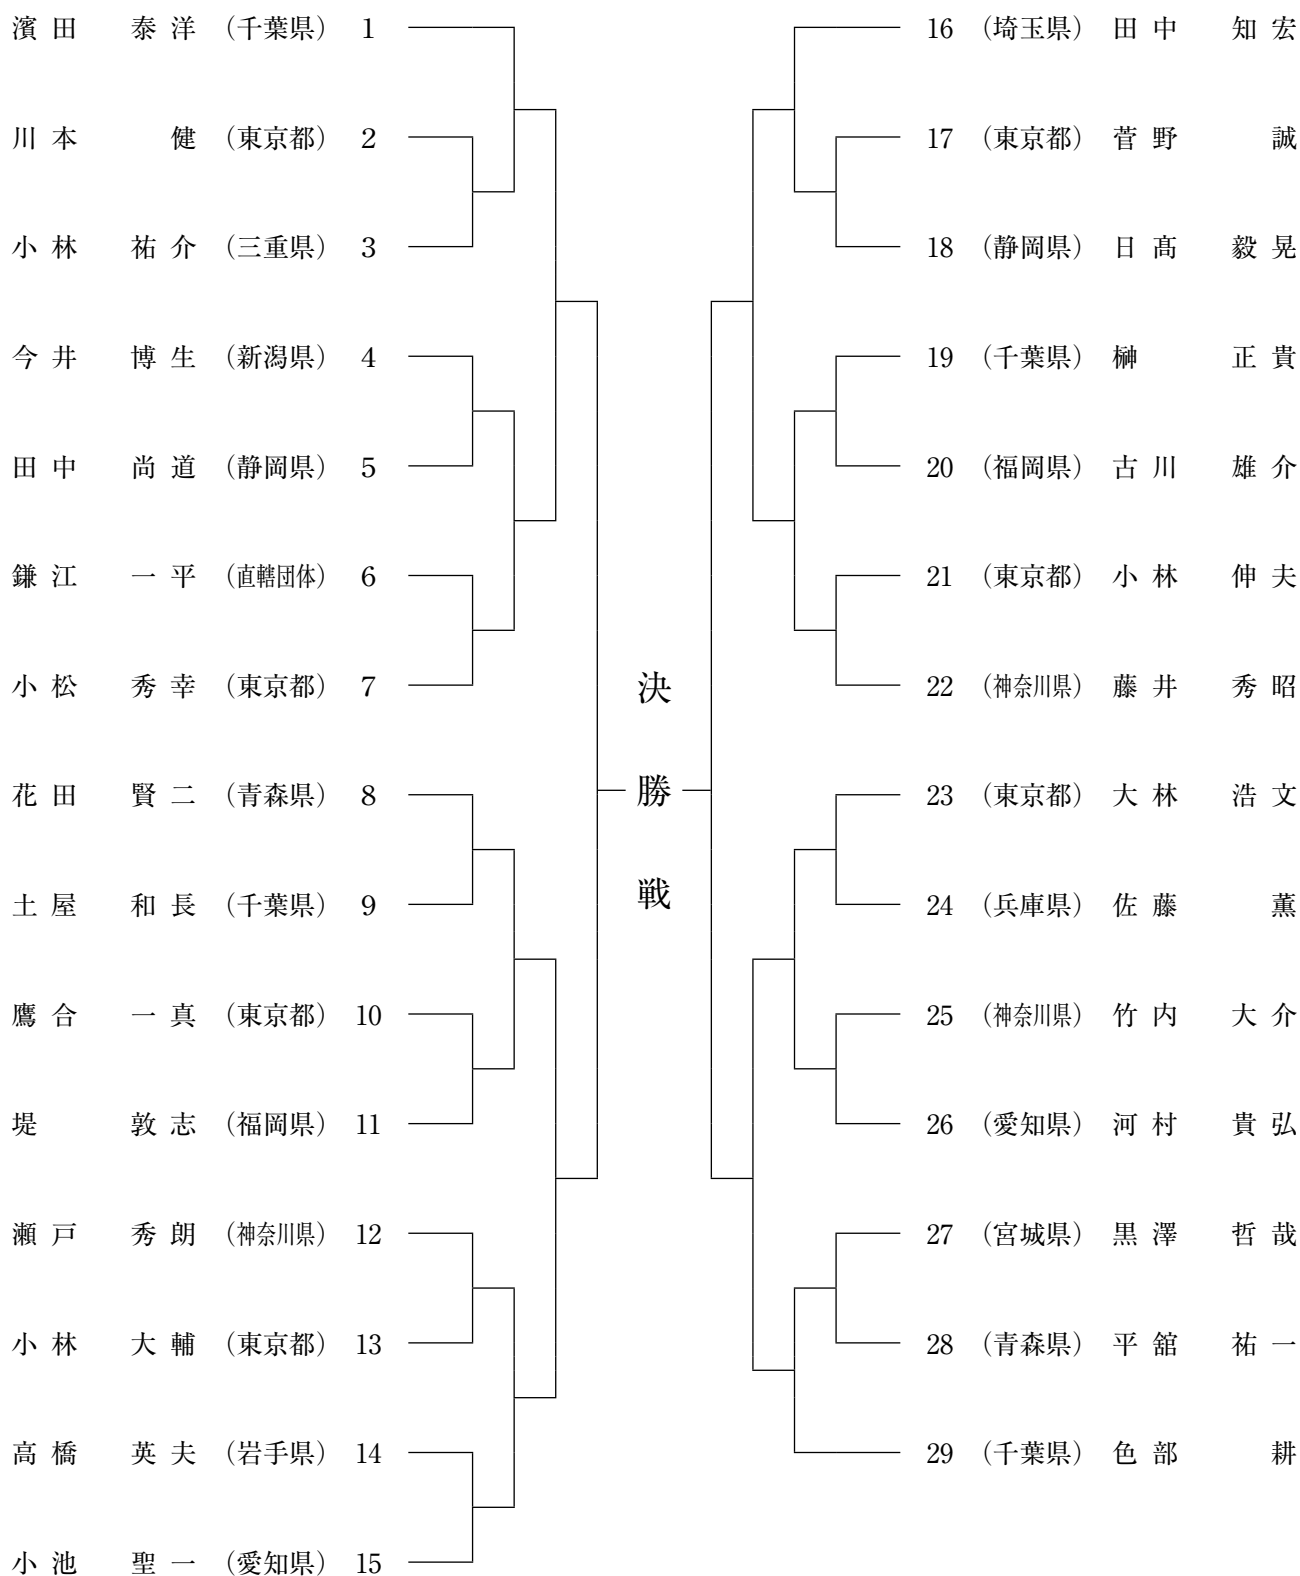 濱田 泰洋 (千葉県) 1
川本 健 (東京都) 2
小林 祐介 (三重県) 3
今井 博生 (新潟県) 4
田中 尚道 (静岡県) 5
鎌江 一平 (直轄団体) 6
小松 秀幸 (東京都) 7
花田 賢二 (青森県) 8
土屋 和長 (千葉県) 9
鷹合 一真 (東京都) 10
堤 敦志 (福岡県) 11
瀬戸 秀朗 (神奈川県) 12
小林 大輔 (東京都) 13
高橋 英夫 (岩手県) 14
小池 聖一 (愛知県) 15
決勝戦
16 (埼玉県) 田中 知宏
17 (東京都) 菅野 誠
18 (静岡県) 日髙 毅晃
19 (千葉県) 榊 正貴
20 (福岡県) 古川 雄介
21 (東京都) 小林 伸夫
22 (神奈川県) 藤井 秀昭
23 (東京都) 大林 浩文
24 (兵庫県) 佐藤 薫
25 (神奈川県) 竹内 大介
26 (愛知県) 河村 貴弘
27 (宮城県) 黒澤 哲哉
28 (青森県) 平舘 祐一
29 (千葉県) 色部 耕